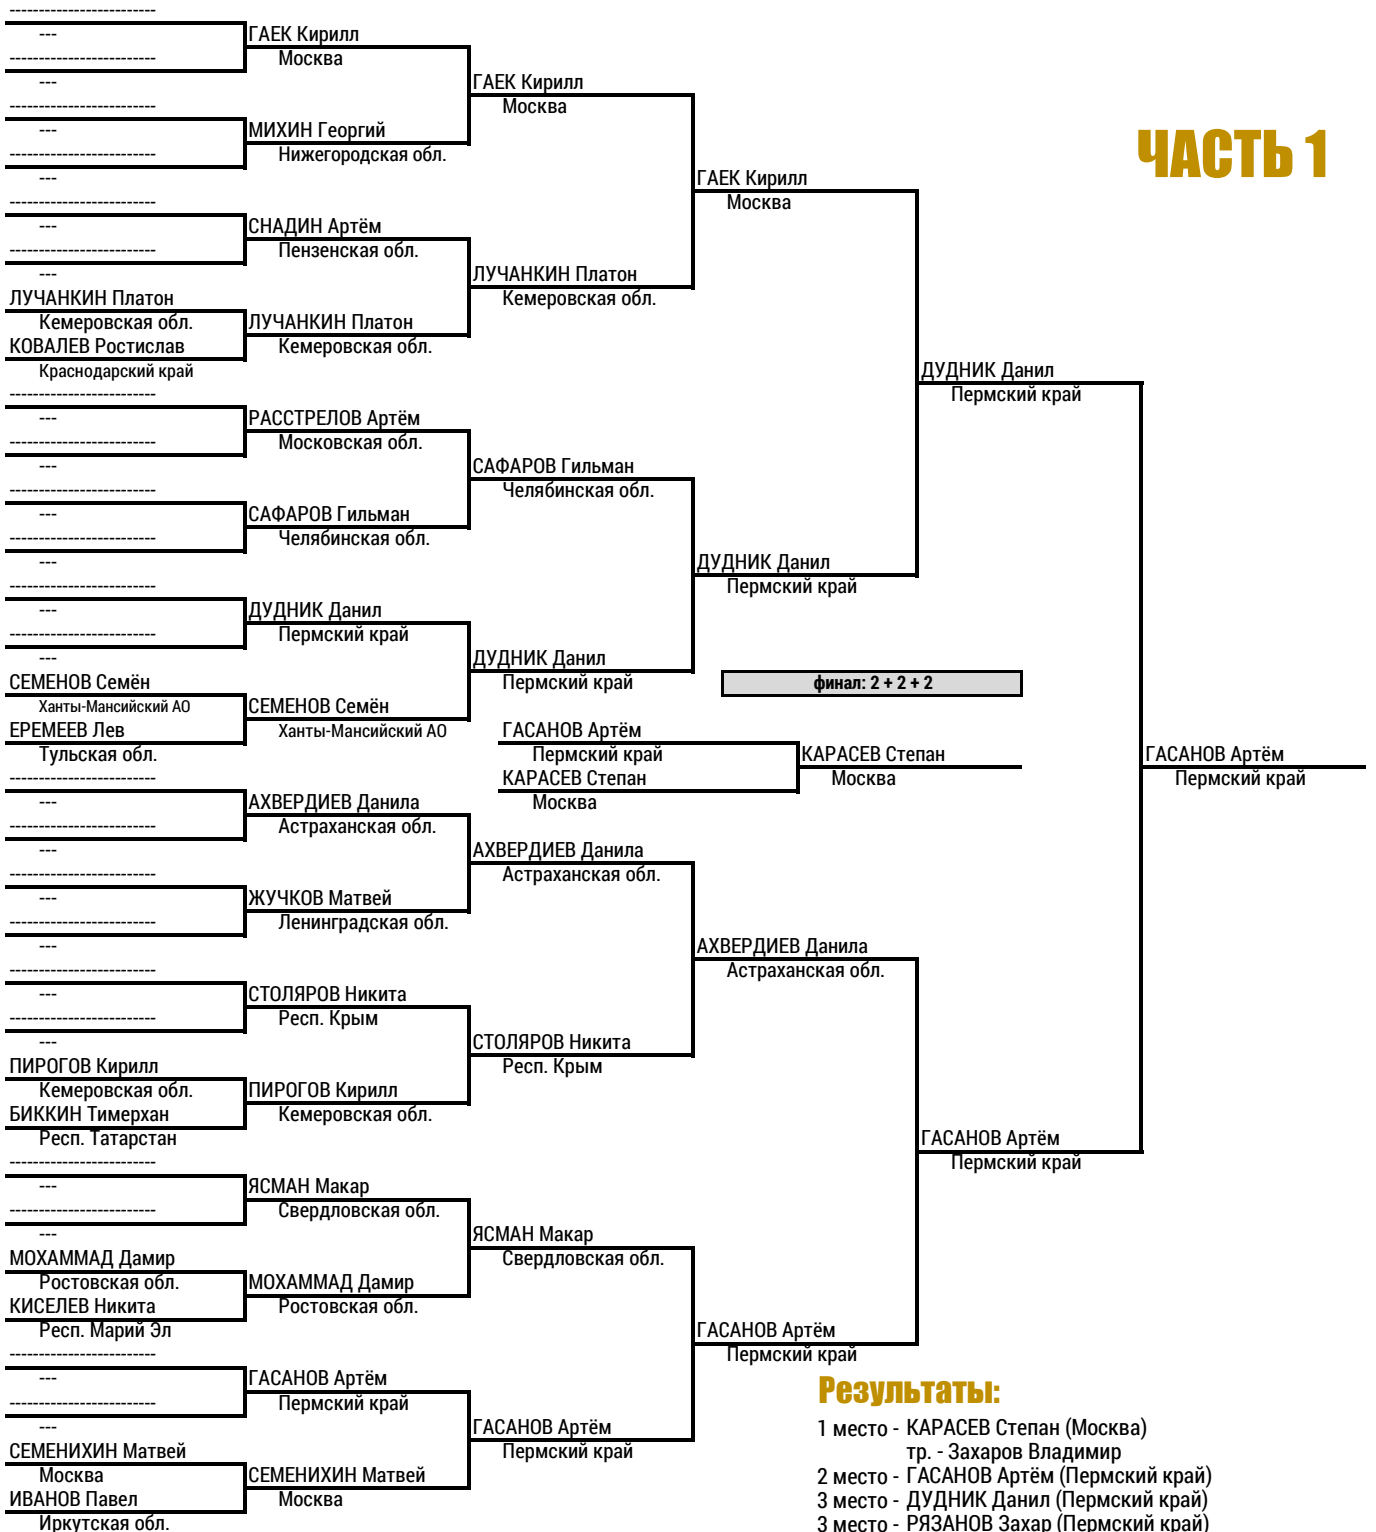 -------------------------
---
-------------------------
---
-------------------------
---
-------------------------
---
-------------------------
---
-------------------------
---
ЛУЧАНКИН Платон
Кемеровская обл.
КОВАЛЕВ Ростислав
Краснодарский край
-------------------------
---
-------------------------
---
-------------------------
---
-------------------------
---
-------------------------
---
-------------------------
---
СЕМЕНОВ Семён
Ханты-Мансийский АО
ЕРЕМЕЕВ Лев
Тульская обл.
-------------------------
---
-------------------------
---
-------------------------
---
-------------------------
---
-------------------------
---
-------------------------
---
ПИРОГОВ Кирилл
Кемеровская обл.
БИККИН Тимерхан
Респ. Татарстан
-------------------------
---
-------------------------
---
МОХАММАД Дамир
Ростовская обл.
КИСЕЛЕВ Никита
Респ. Марий Эл
-------------------------
---
-------------------------
---
СЕМЕНИХИН Матвей
Москва
ИВАНОВ Павел
Иркутская обл.
ГАЕК Кирилл
Москва
МИХИН Георгий
Нижегородская обл.
СНАДИН Артём
Пензенская обл.
ЛУЧАНКИН Платон
Кемеровская обл.
РАССТРЕЛОВ Артём
Московская обл.
САФАРОВ Гильман
Челябинская обл.
ДУДНИК Данил
Пермский край
СЕМЕНОВ Семён
Ханты-Мансийский АО
АХВЕРДИЕВ Данила
Астраханская обл.
ЖУЧКОВ Матвей
Ленинградская обл.
СТОЛЯРОВ Никита
Респ. Крым
ПИРОГОВ Кирилл
Кемеровская обл.
ЯСМАН Макар
Свердловская обл.
МОХАММАД Дамир
Ростовская обл.
ГАСАНОВ Артём
Пермский край
СЕМЕНИХИН Матвей
Москва
ГАЕК Кирилл
Москва
ЛУЧАНКИН Платон
Кемеровская обл.
САФАРОВ Гильман
Челябинская обл.
ДУДНИК Данил
Пермский край
АХВЕРДИЕВ Данила
Астраханская обл.
СТОЛЯРОВ Никита
Респ. Крым
ЯСМАН Макар
Свердловская обл.
ГАСАНОВ Артём
Пермский край
ГАЕК Кирилл
Москва
ДУДНИК Данил
Пермский край
АХВЕРДИЕВ Данила
Астраханская обл.
ГАСАНОВ Артём
Пермский край
ДУДНИК Данил
Пермский край
ГАСАНОВ Артём
Пермский край
ГАСАНОВ Артём
Пермский край
финал: 2 + 2 + 2
ГАСАНОВ Артём
Пермский край
КАРАСЕВ Степан
Москва
КАРАСЕВ Степан
Москва
ЧАСТЬ 1
Результаты:
1 место - КАРАСЕВ Степан (Москва)
тр. - Захаров Владимир
2 место - ГАСАНОВ Артём (Пермский край)
3 место - ДУДНИК Данил (Пермский край)
3 место - РЯЗАНОВ Захар (Пермский край)